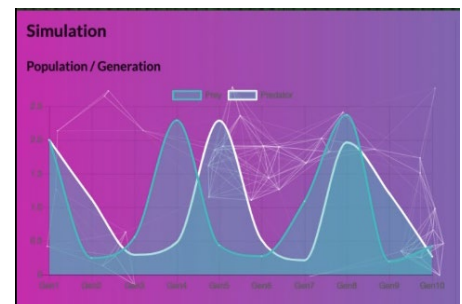 Simulation
Population / Generation
Prey Predator
2.5
2.0
1.5
1.0
0.5
0
Gen1 Gen2 Gen3 Gen4 Gen5 Gen6 Gen7 Gen8 Gen9 Gen10